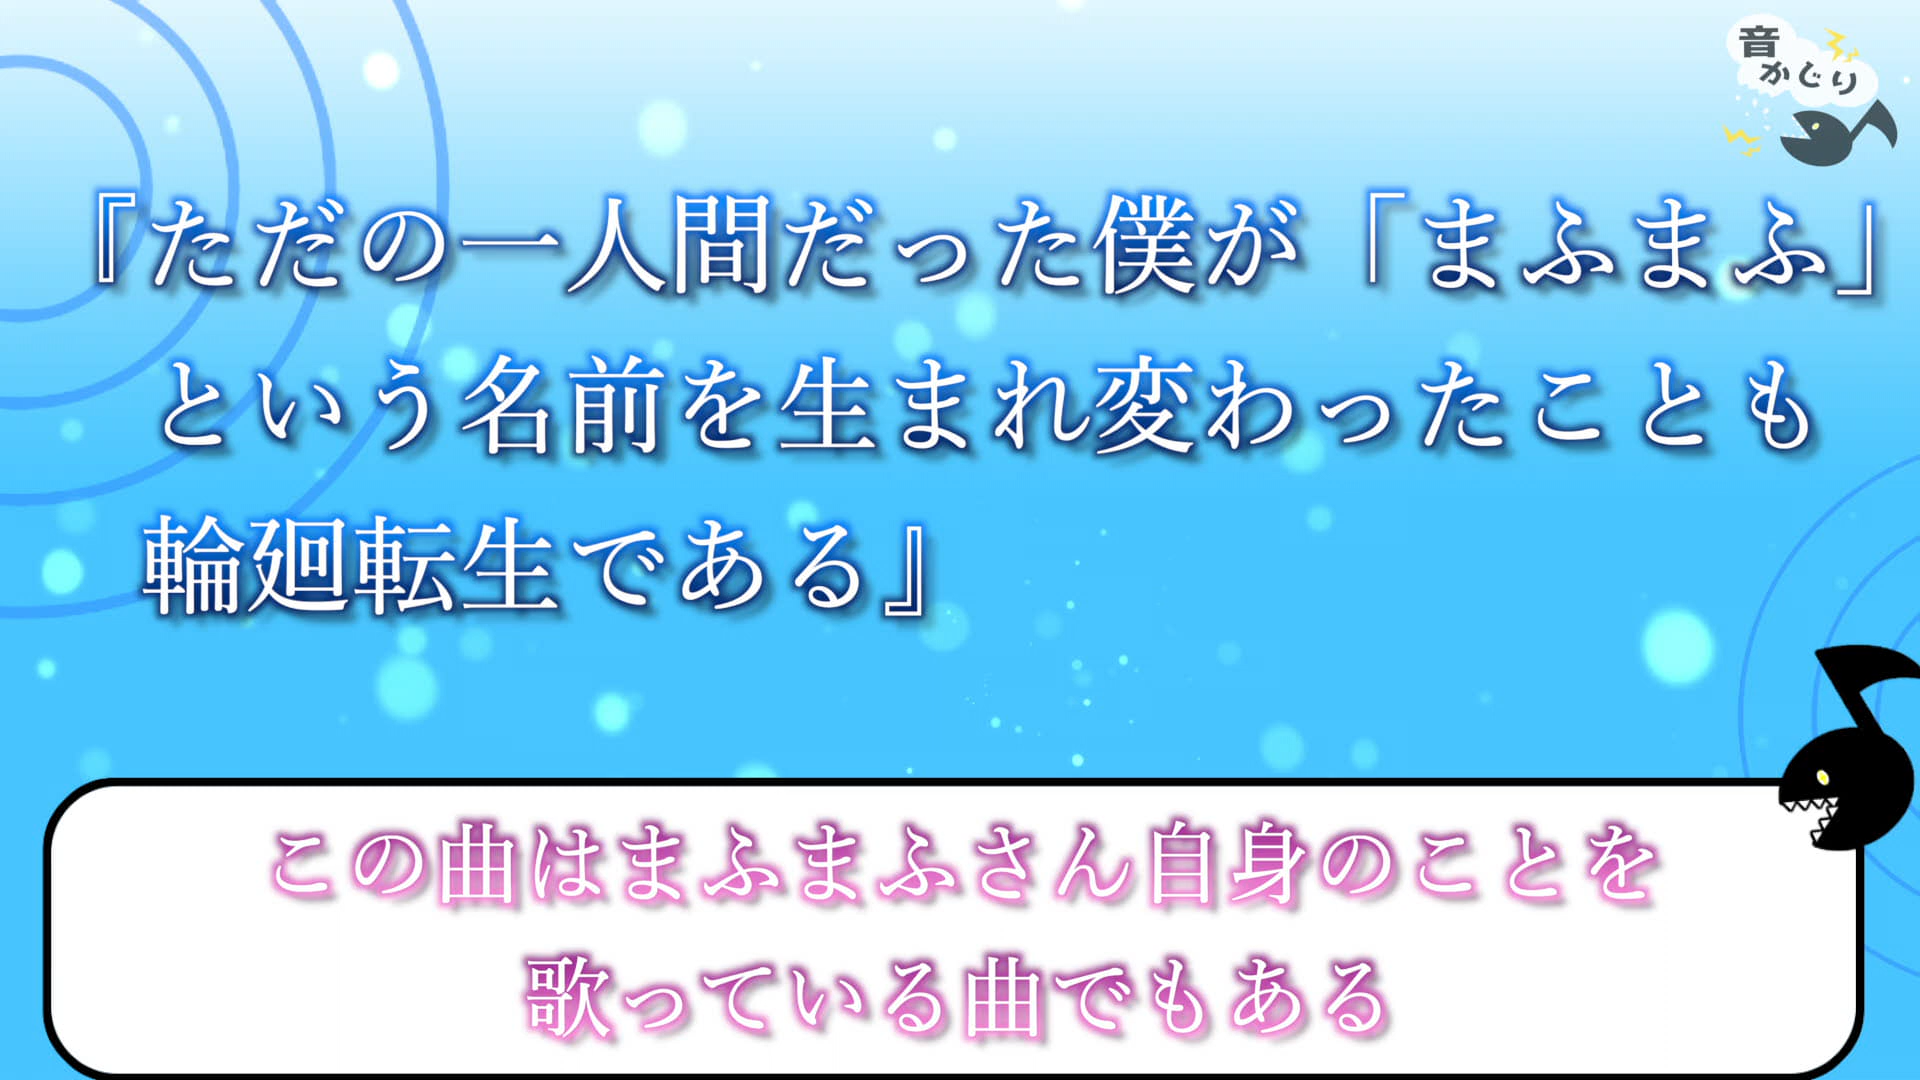 音
かじり
『ただの一人間だった僕が「まふまふ」
という名前を生まれ変わったことも
輪廻転生である』
この曲はまふまふさん自身のことを
歌っている曲でもある